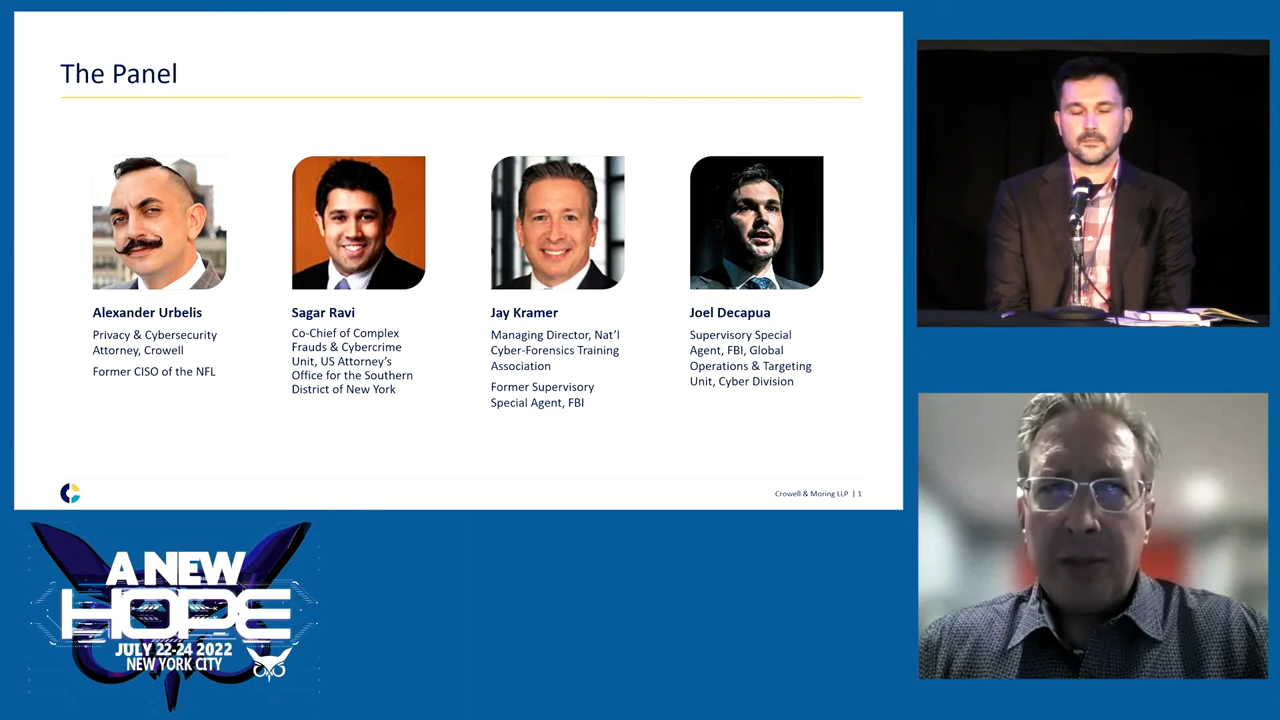 The Panel
Alexander Urbelis
Privacy & Cybersecurity
Attorney, Crowell
Former CISO of the NFL
Sagar Ravi
Co-Chief of Complex
Frauds & Cybercrime
Unit, US Attorney's
Office for the Southern
District of New York
Jay Kramer
Managing Director, Nat'l
Cyber-Forensics Training
Association
Former Supervisory
Special Agent, FBI
Joel Decapua
Supervisory Special
Agent, FBI, Global
Operations & Targeting
Unit, Cyber Division
Crowell & Moring LLP | 1
A NEW
HOPE
JULY 22-24 2022
NEW YORK CITY